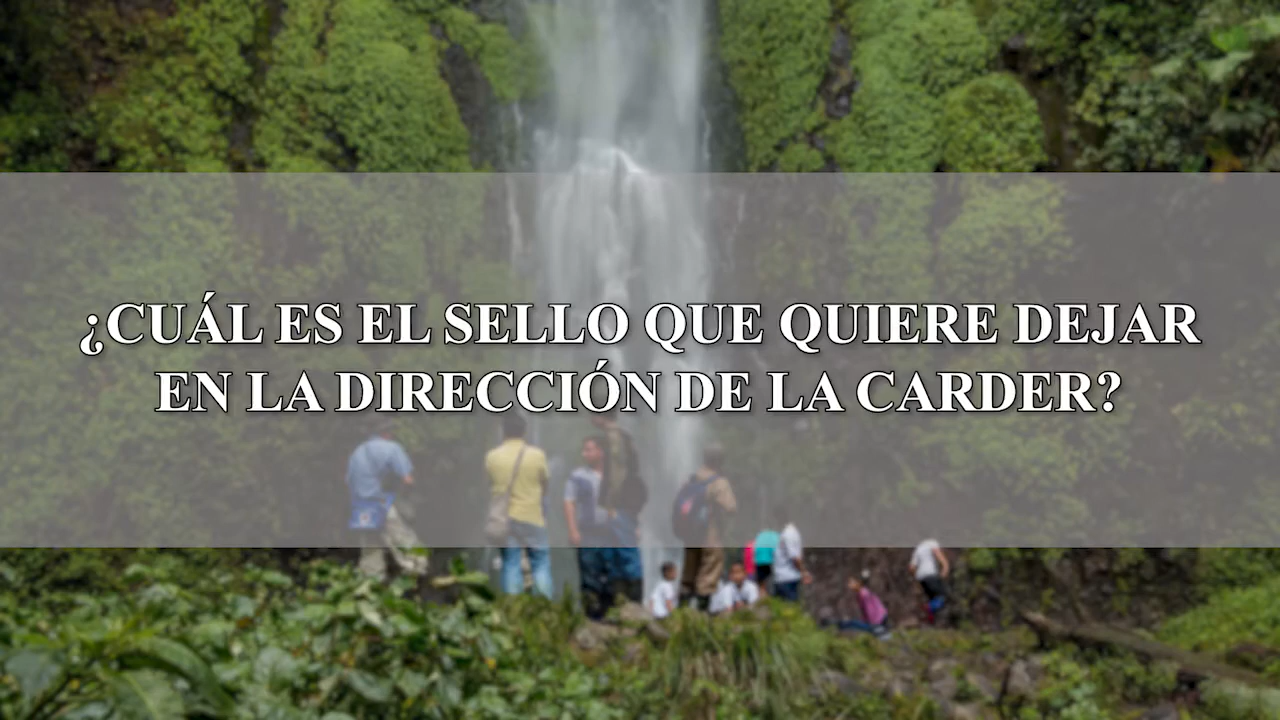 ¿CUÁL ES EL SELLO QUE QUIERE DEJAR
EN LA DIRECCIÓN DE LA CARDER?